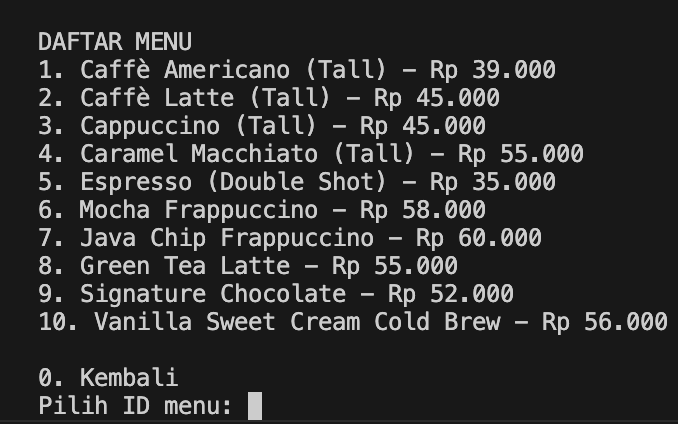 DAFTAR MENU
1. Caffè Americano (Tall) – Rp 39.000
2. Caffè Latte (Tall) – Rp 45.000
3. Cappuccino (Tall) – Rp 45.000
4. Caramel Macchiato (Tall) – Rp 55.000
5. Espresso (Double Shot) – Rp 35.000
6. Mocha Frappuccino – Rp 58.000
7. Java Chip Frappuccino – Rp 60.000
8. Green Tea Latte – Rp 55.000
9. Signature Chocolate – Rp 52.000
10. Vanilla Sweet Cream Cold Brew – Rp 56.000
0. Kembali
Pilih ID menu: